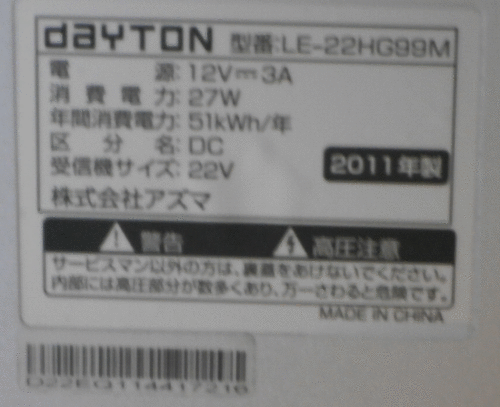 dayTON 型番:LE-22HG99M
電源:12V⎓3A
消費電力:27W
年間消費電力:51kWh/年
区分名:DC
受信機サイズ:22V
2011年製
株式会社アズマ
警告 高圧注意
サービスマン以外の方は、裏蓋をあけないでください。
内部には高圧部分が数多くあり、万一さわると危険です。
MADE IN CHINA
D22EQ114417216